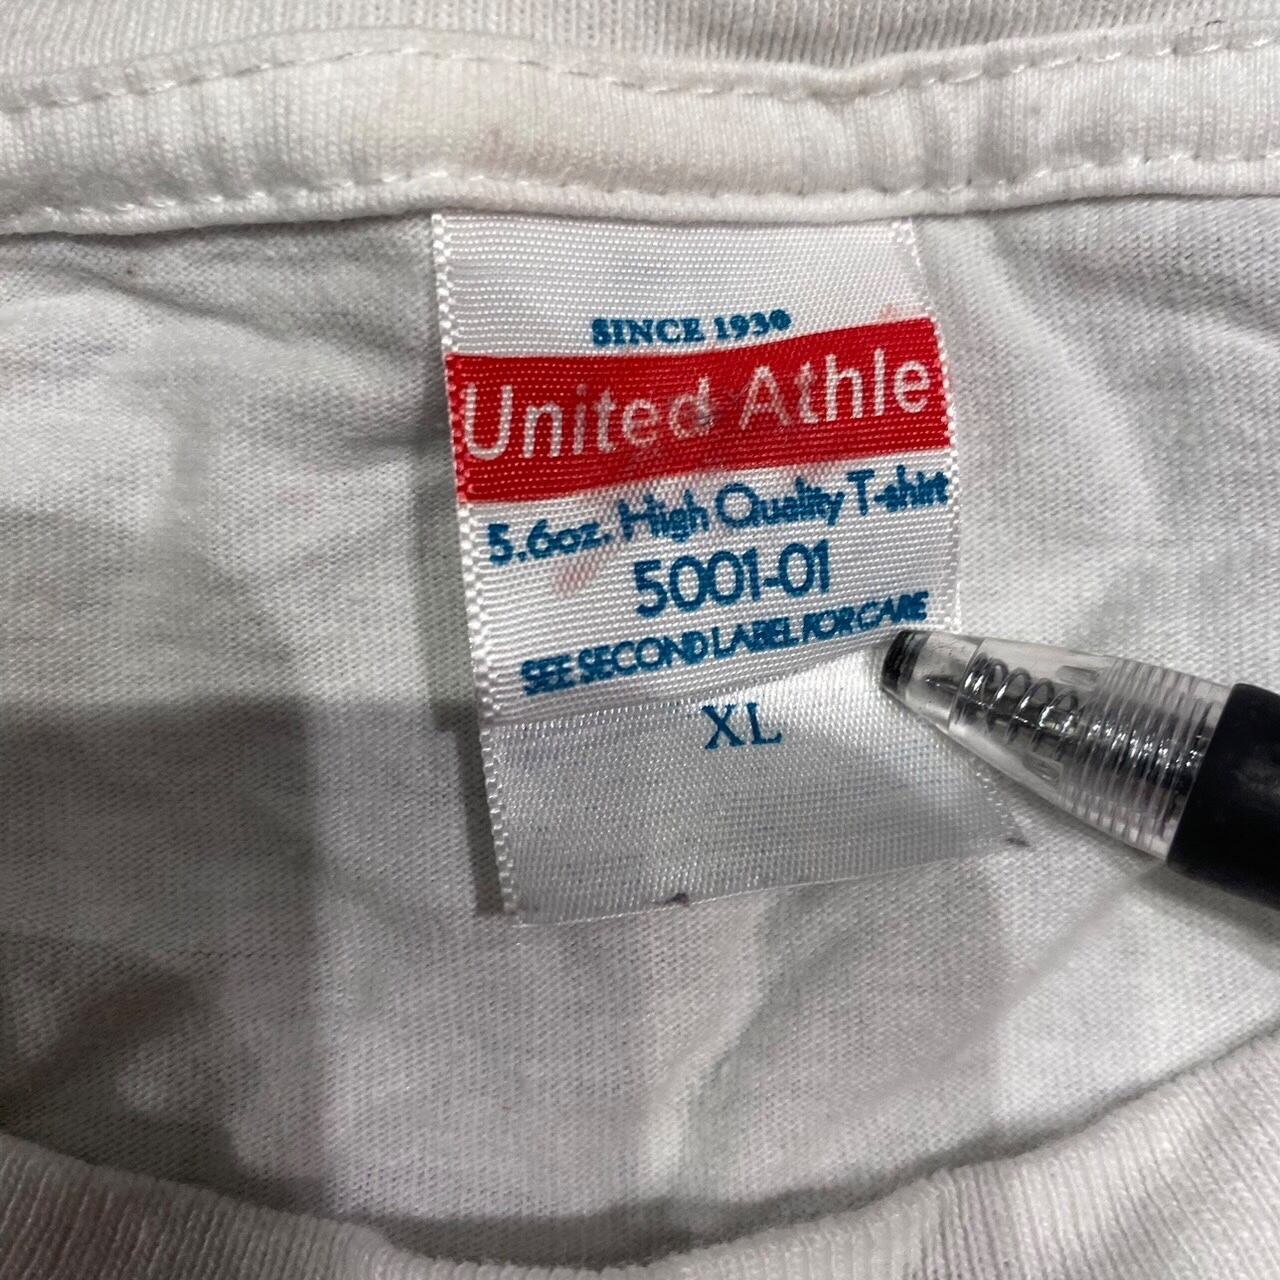 SINCE 1930
United Athle
5.6oz. High Quality T-shirt
5001-01
SEE SECOND LABEL FOR CARE
XL